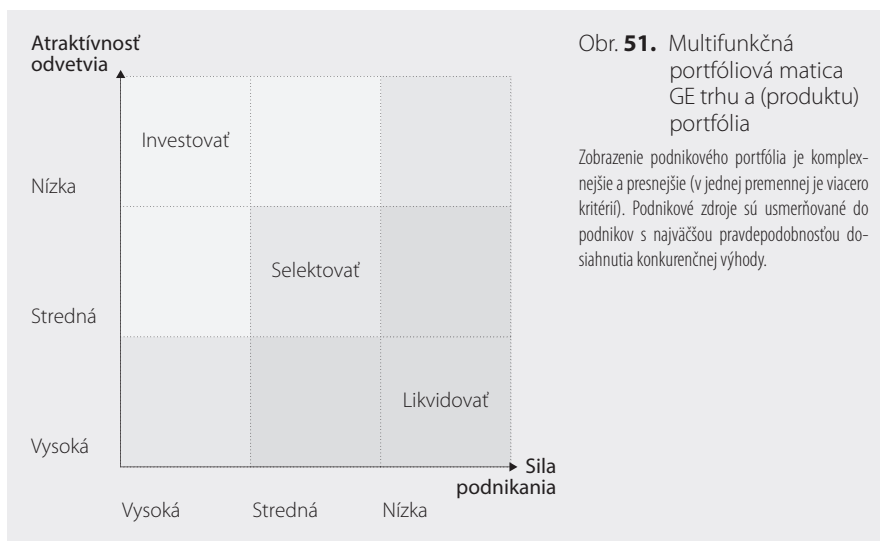 Atraktívnosť
odvetvia
Investovať
Nízka
Selektovať
Stredná
Likvidovať
Vysoká
Sila
podnikania
Vysoká Stredná Nízka
Obr. 51. Multifunkčná
portfóliová matica
GE trhu a (produktu)
portfólia
Zobrazenie podnikového portfólia je komplex-
nejšie a presnejšie (v jednej premennej je viacero
kritérií). Podnikové zdroje sú usmerňované do
podnikov s najväčšou pravdepodobnosťou do-
siahnutia konkurenčnej výhody.